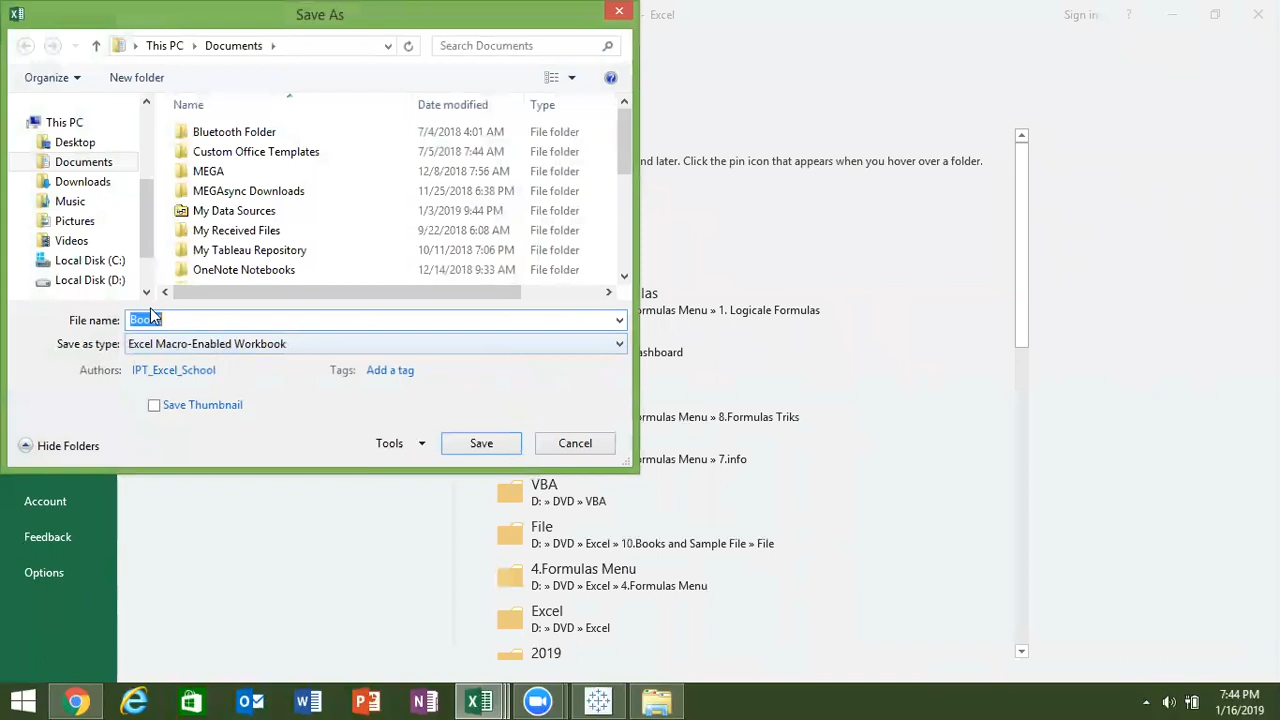 Save As
- Excel
Sign in
This PC
Documents
Search Documents
Organize
New folder
Name
Date modified
Type
This PC
Desktop
Documents
Downloads
Music
Pictures
Videos
Local Disk (C:)
Local Disk (D:)
Bluetooth Folder 7/4/2018 4:01 AM File folder
Custom Office Templates 7/5/2018 7:44 AM File folder
MEGA 12/8/2018 7:56 AM File folder
MEGAsync Downloads 11/25/2018 6:38 PM File folder
My Data Sources 1/3/2019 9:44 PM File folder
My Received Files 9/22/2018 6:08 AM File folder
My Tableau Repository 10/11/2018 7:06 PM File folder
OneNote Notebooks 12/14/2018 9:33 AM File folder
File name:
Save as type: Excel Macro-Enabled Workbook
Authors: IPT_Excel_School
Tags: Add a tag
Save Thumbnail
Hide Folders
Tools
Save
Cancel
nd later. Click the pin icon that appears when you hover over a folder.
las
rmulas Menu » 1. Logicale Formulas
ashboard
rmulas Menu » 8.Formulas Triks
rmulas Menu » 7.info
VBA
D: » DVD » VBA
File
D: » DVD » Excel » 10.Books and Sample File » File
4.Formulas Menu
D: » DVD » Excel » 4.Formulas Menu
Excel
D: » DVD » Excel
2019
Account
Feedback
Options
7:44 PM
1/16/2019